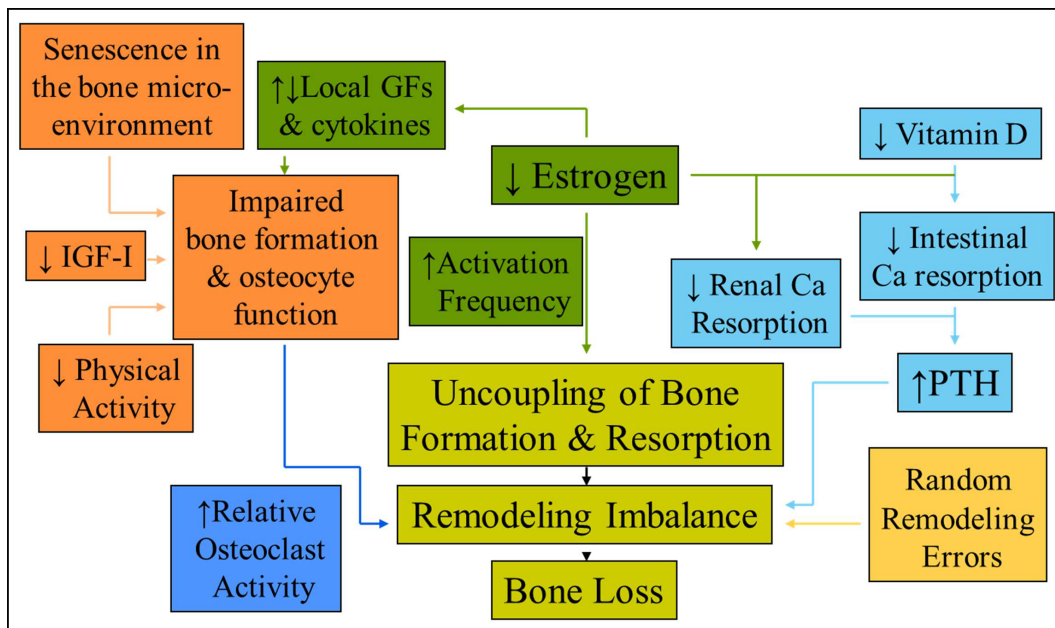 Senescence in
the bone micro-
environment
↑↓Local GFs
& cytokines
↓ Estrogen
↓ Vitamin D
↓ IGF-I
Impaired
bone formation
& osteocyte
function
↑Activation
Frequency
↓ Renal Ca
Resorption
↓ Intestinal
Ca resorption
↓ Physical
Activity
Uncoupling of Bone
Formation & Resorption
↑PTH
↑Relative
Osteoclast
Activity
Remodeling Imbalance
Random
Remodeling
Errors
Bone Loss